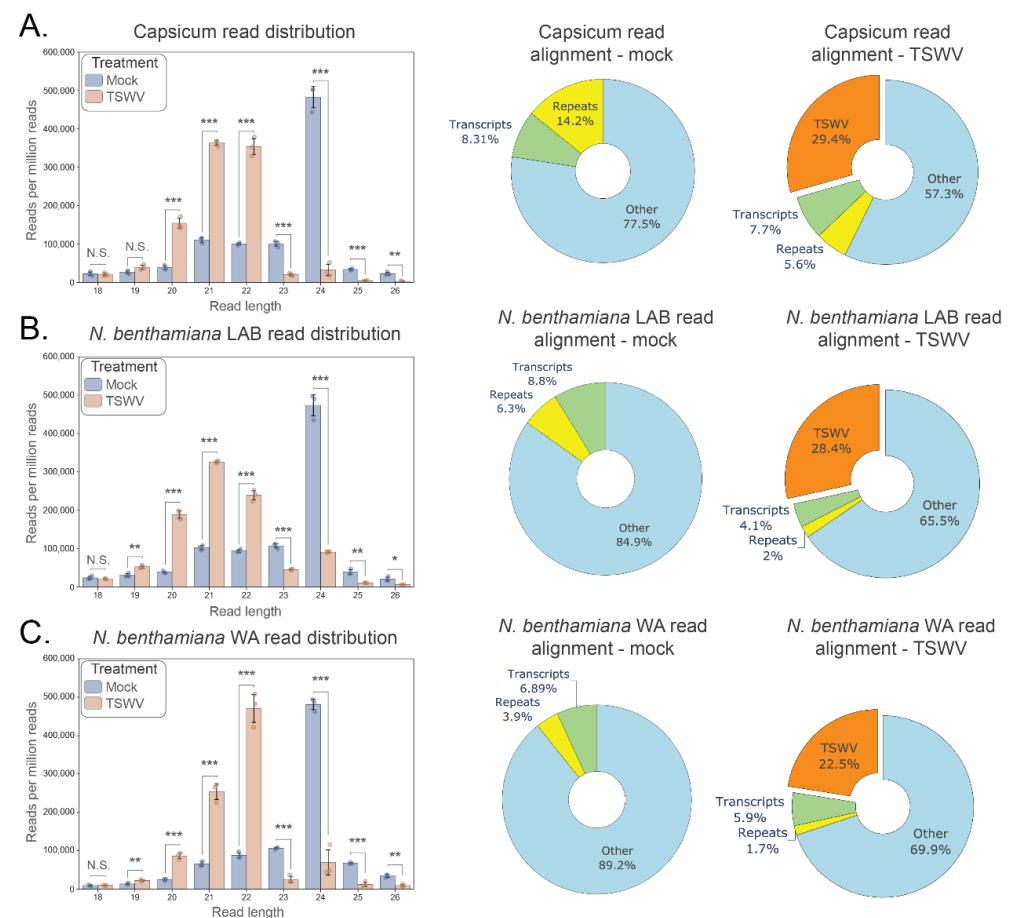 A.
Capsicum read distribution
Treatment
Mock
TSWV
Reads per million reads
600,000
500,000
400,000
300,000
200,000
100,000
0
N.S.
N.S.
***
***
***
***
***
***
**
18 19 20 21 22 23 24 25 26
Read length
Capsicum read
alignment - mock
Repeats
14.2%
Transcripts
8.31%
Other
77.5%
Capsicum read
alignment - TSWV
TSWV
29.4%
Other
57.3%
Transcripts
7.7%
Repeats
5.6%
B.
N. benthamiana LAB read distribution
Treatment
Mock
TSWV
Reads per million reads
600,000
500,000
400,000
300,000
200,000
100,000
0
N.S.
**
***
***
***
***
***
**
*
18 19 20 21 22 23 24 25 26
Read length
N. benthamiana LAB read
alignment - mock
Transcripts
8.8%
Repeats
6.3%
Other
84.9%
N. benthamiana LAB read
alignment - TSWV
TSWV
28.4%
Other
65.5%
Transcripts
4.1%
Repeats
2%
C.
N. benthamiana WA read distribution
Treatment
Mock
TSWV
Reads per million reads
600,000
500,000
400,000
300,000
200,000
100,000
0
N.S.
**
***
***
***
***
***
***
**
18 19 20 21 22 23 24 25 26
Read length
N. benthamiana WA read
alignment - mock
Transcripts
6.89%
Repeats
3.9%
Other
89.2%
N. benthamiana WA read
alignment - TSWV
TSWV
22.5%
Transcripts
5.9%
Repeats
1.7%
Other
69.9%